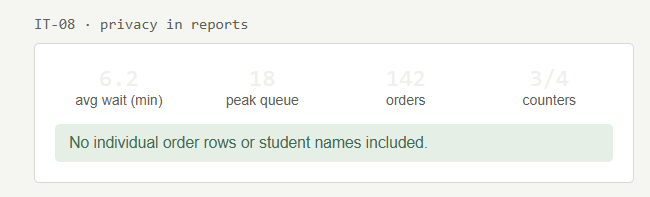 IT-08 · privacy in reports
6.2 18 142 3/4
avg wait (min) peak queue orders counters
No individual order rows or student names included.